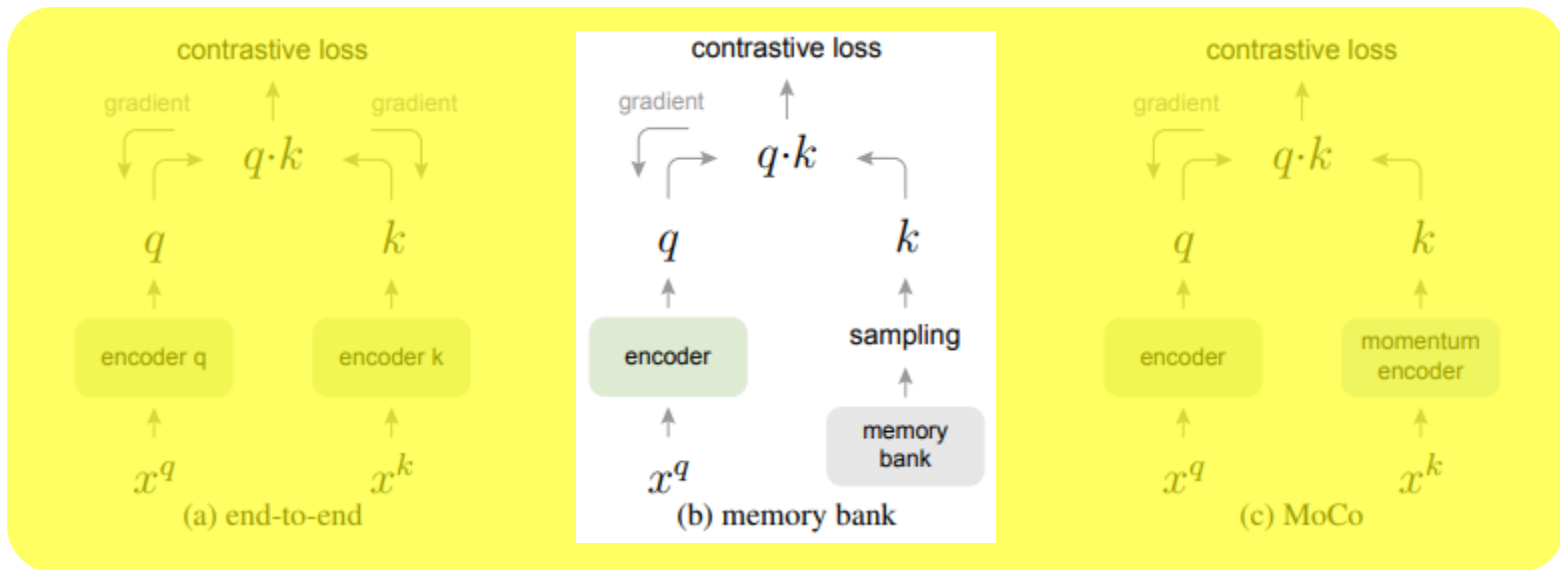 contrastive loss
gradient
gradient
q·k
q
k
encoder q
encoder k
x^q
x^k
(a) end-to-end
contrastive loss
gradient
q·k
q
k
encoder
sampling
memory
bank
x^q
(b) memory bank
contrastive loss
gradient
q·k
q
k
encoder
momentum
encoder
x^q
x^k
(c) MoCo